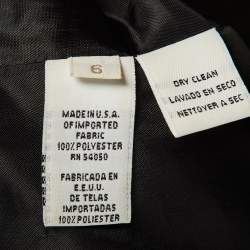 6
MADE IN U.S.A.
OF IMPORTED
FABRIC
100% POLYESTER
RN 54050
FABRICADA EN
E.E.U.U.
DE TELAS
IMPORTADAS
100% POLIESTER
DRY CLEAN
LAVADO EN SECO
NETTOYER A SEC